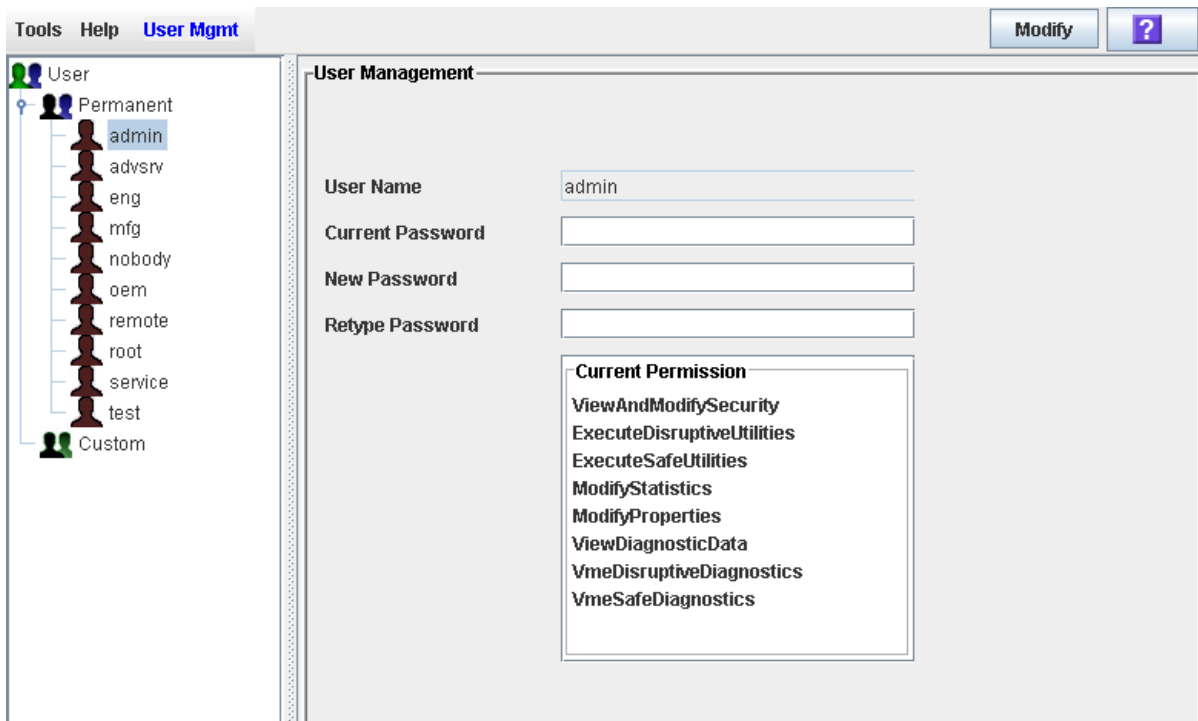 Tools Help User Mgmt
Modify
?
User
Permanent
admin
advsrv
eng
mfg
nobody
oem
remote
root
service
test
Custom
User Management
User Name
admin
Current Password
New Password
Retype Password
Current Permission
ViewAndModifySecurity
ExecuteDisruptiveUtilities
ExecuteSafeUtilities
ModifyStatistics
ModifyProperties
ViewDiagnosticData
VmeDisruptiveDiagnostics
VmeSafeDiagnostics